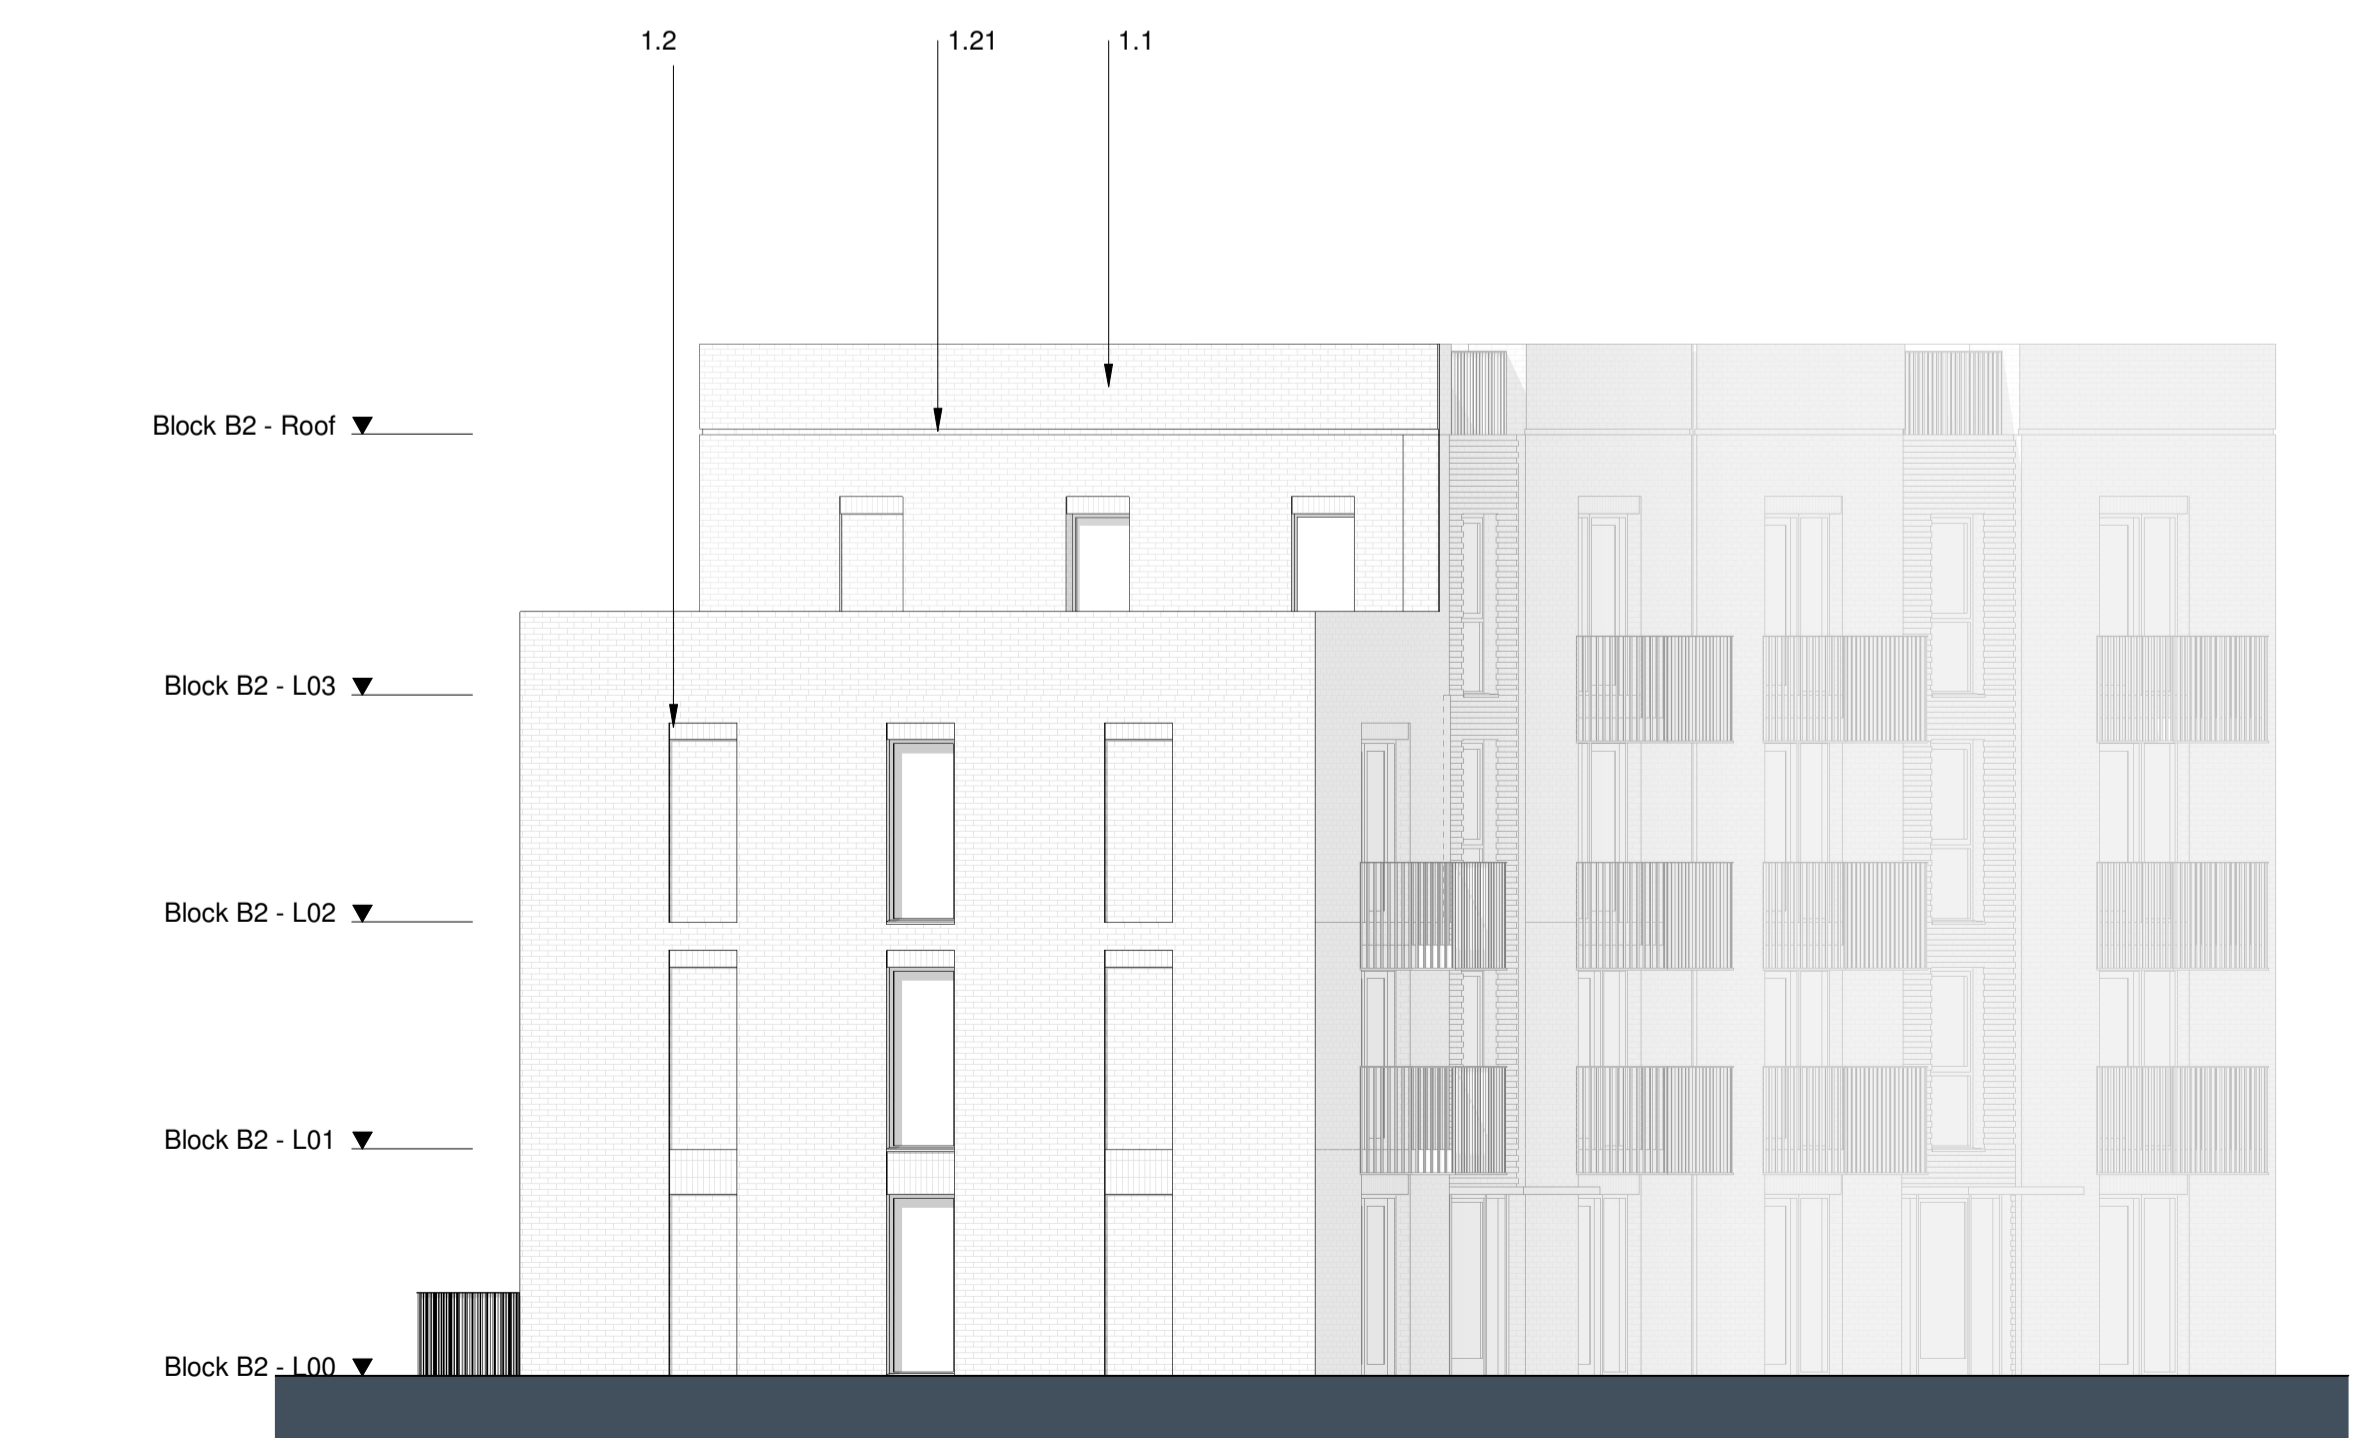 1.2
1.21
1.1
Block B2 - Roof
Block B2 - L03
Block B2 - L02
Block B2 - L01
Block B2 - L00